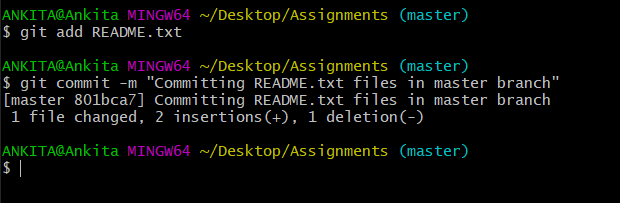 ANKITA@Ankita MINGW64 ~/Desktop/Assignments (master)
$ git add README.txt
ANKITA@Ankita MINGW64 ~/Desktop/Assignments (master)
$ git commit -m "Committing README.txt files in master branch"
[master 801bca7] Committing README.txt files in master branch
 1 file changed, 2 insertions(+), 1 deletion(-)
ANKITA@Ankita MINGW64 ~/Desktop/Assignments (master)
$